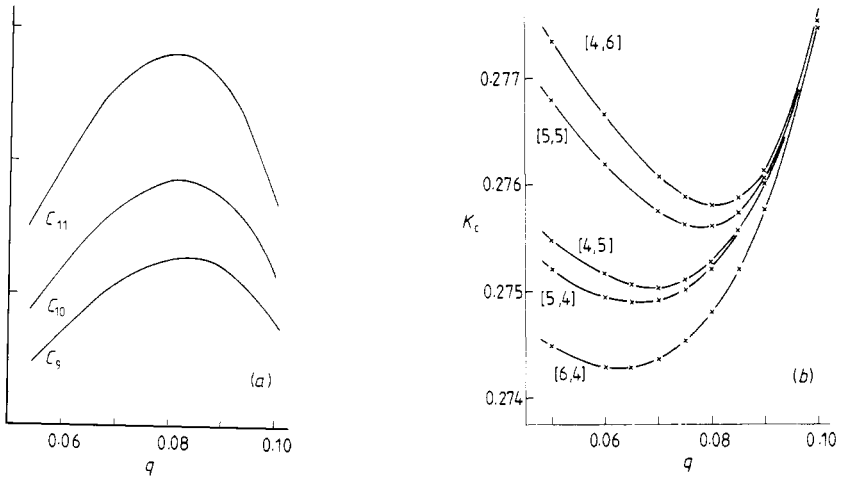 C₁₁
C₁₀
C₉
(a)
0.06 0.08 0.10
q
0.277
0.276
K_c
0.275
0.274
[4,6]
[5,5]
[4,5]
[5,4]
[6,4]
(b)
0.06 0.08 0.10
q